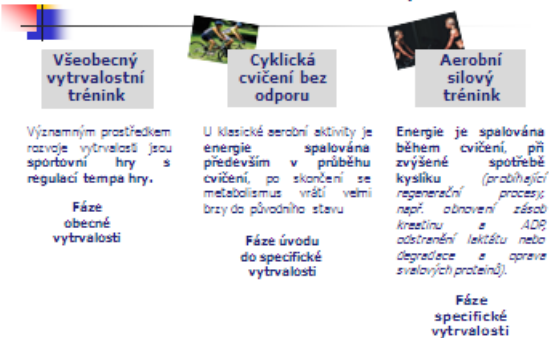 Všeobecný
vytrvalostní
trénink
Významným prostředkem
rozvoje vytrvalosti jsou
sportovní hry s
regulací tempa hry.
Fáze
obecné
vytrvalosti
Cyklická
cvičení bez
odporu
U klasické aerobní aktivity je
energie spalována
především v průběhu
cvičení, po skončení se
metabolismus vrátí velmi
brzy do původního stavu
Fáze úvodu
do specifické
vytrvalosti
Aerobní
silový
trénink
Energie je spalována
během cvičení, při
zvýšené spotřebě
kyslíku (probíhající
regenerační procesy,
např. obnovení zásob
kreatinu a ADP,
odstranění laktátu nebo
degradace a oprava
svalových proteinů).
Fáze
specifické
vytrvalosti